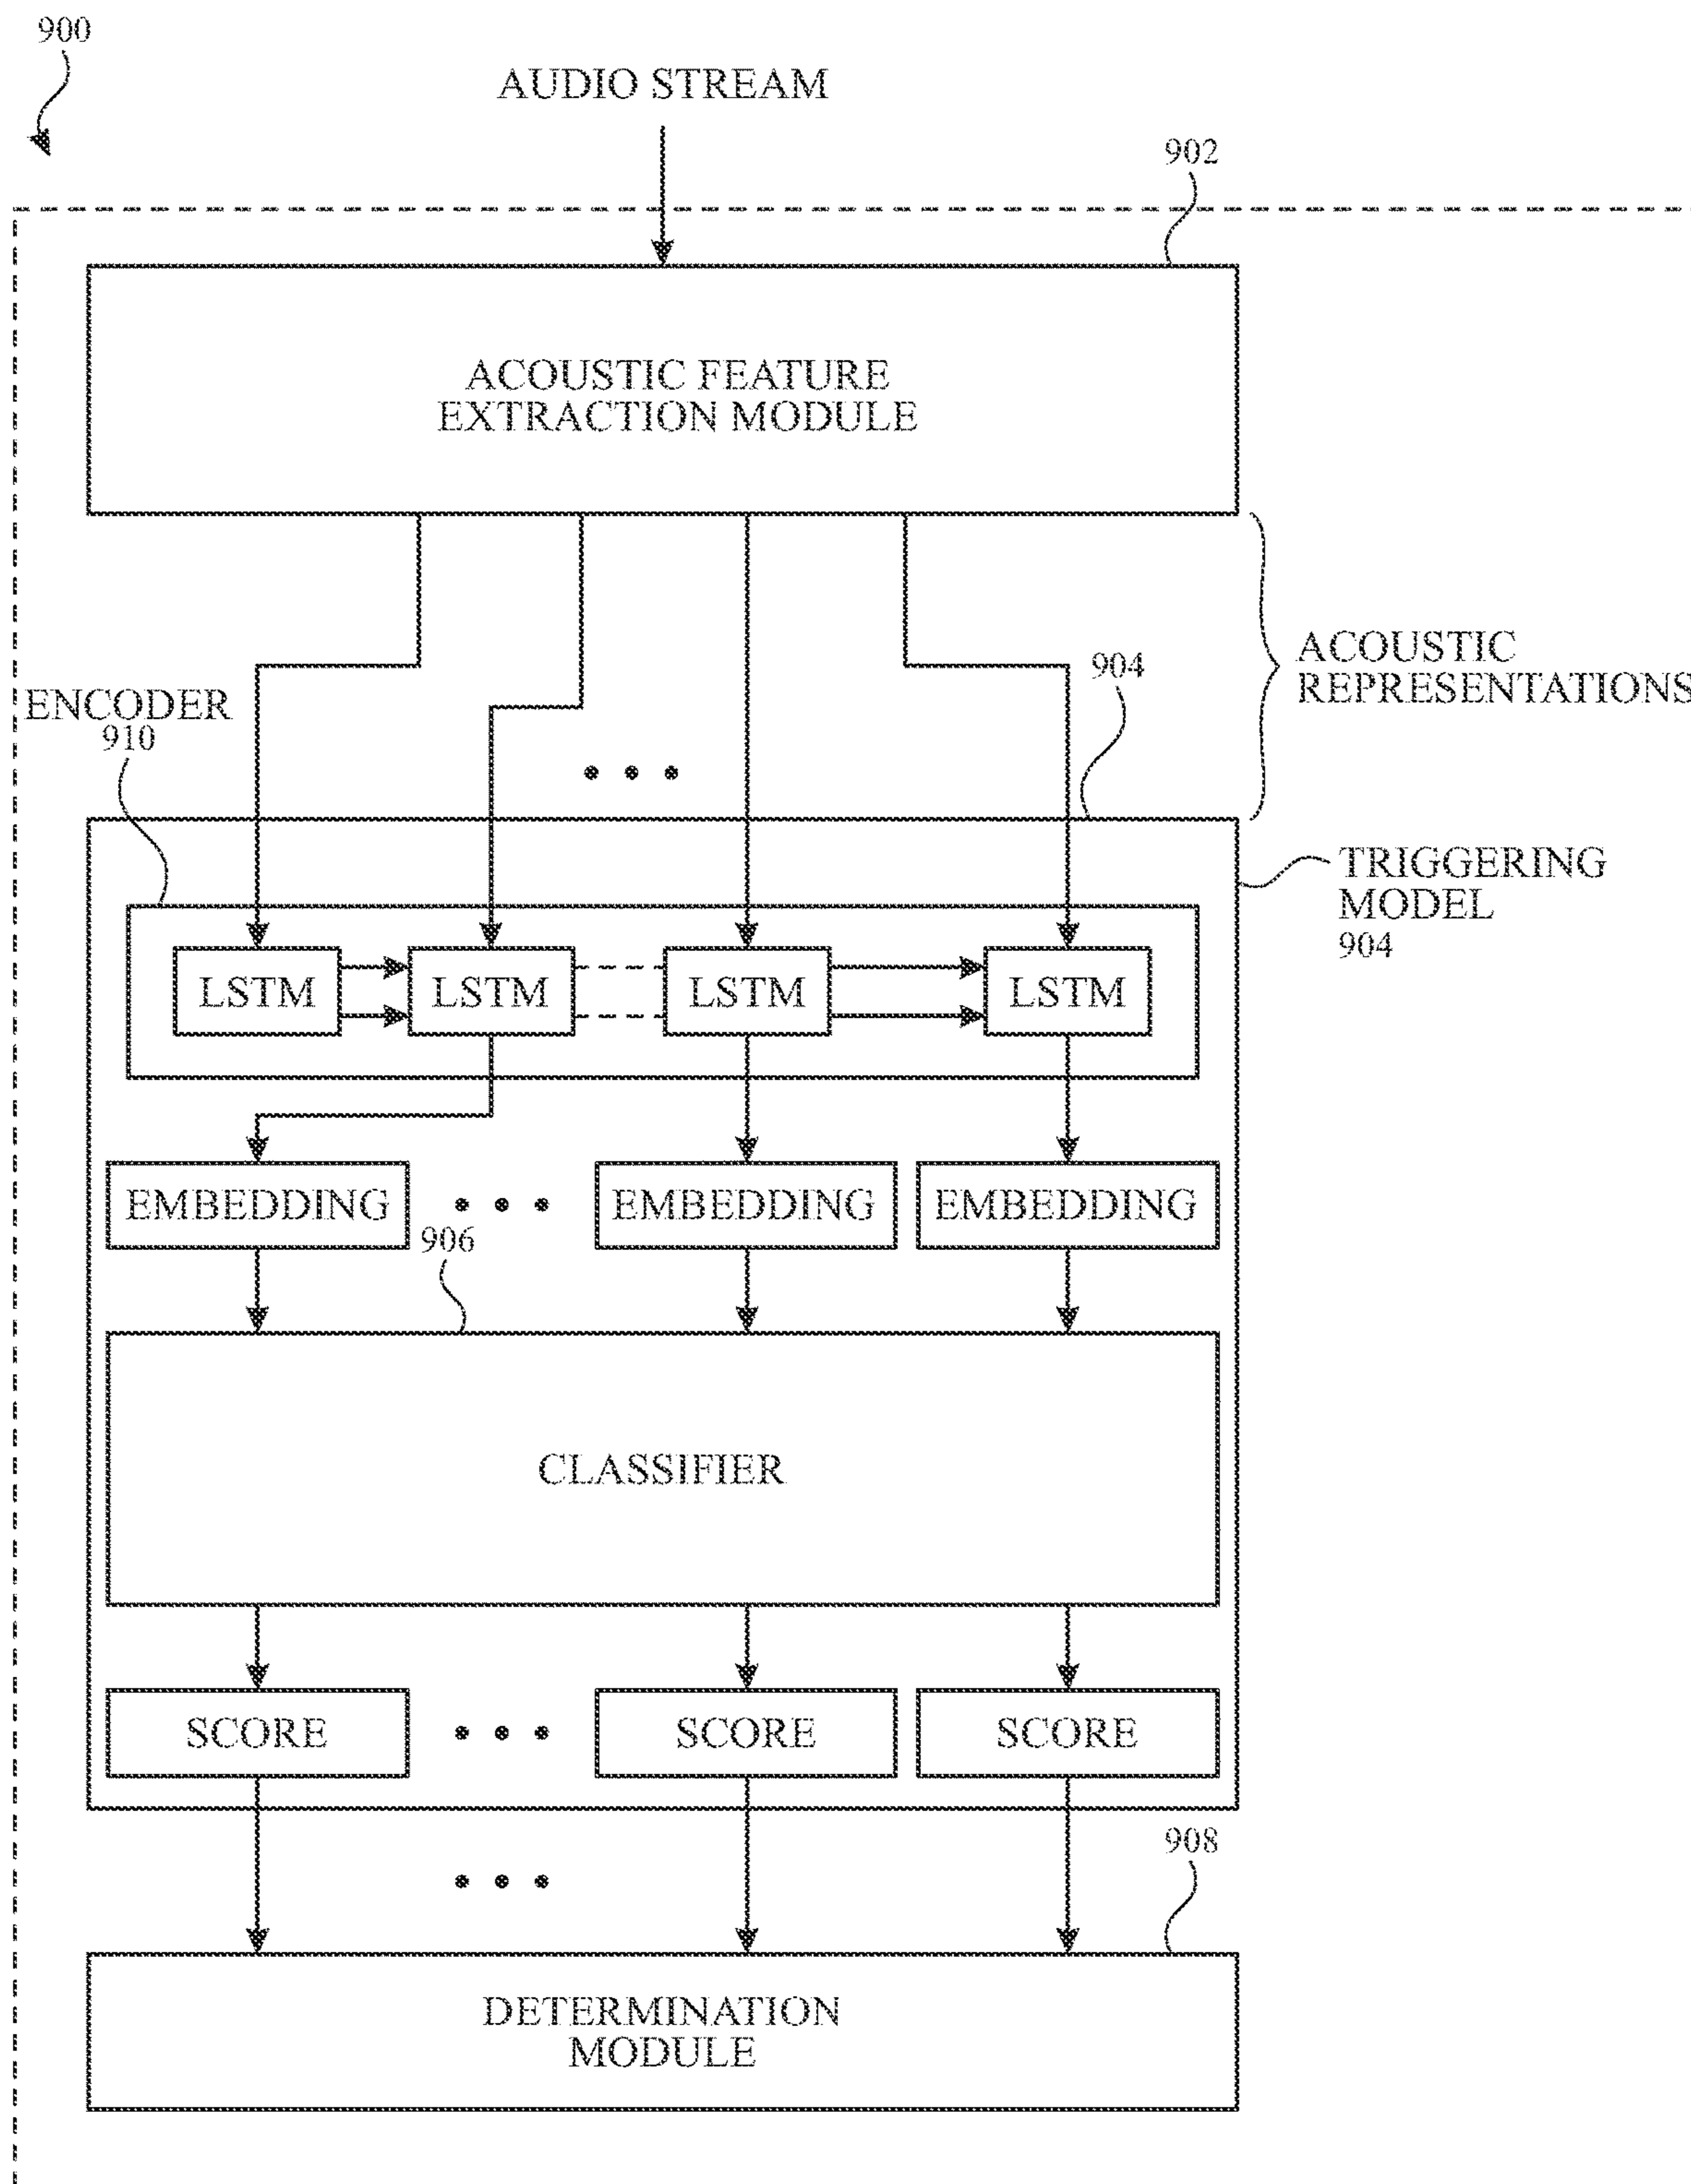 900
AUDIO STREAM
902
ACOUSTIC FEATURE
EXTRACTION MODULE
ACOUSTIC
REPRESENTATIONS
904
ENCODER
910
TRIGGERING
MODEL
904
LSTM LSTM LSTM LSTM
EMBEDDING EMBEDDING EMBEDDING
906
CLASSIFIER
SCORE SCORE SCORE
908
DETERMINATION
MODULE